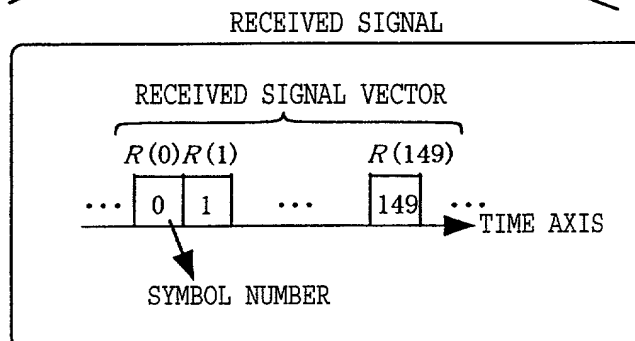 RECEIVED SIGNAL
RECEIVED SIGNAL VECTOR
R(0) R(1) R(149)
... 0 1 ... 149 ...
TIME AXIS
SYMBOL NUMBER